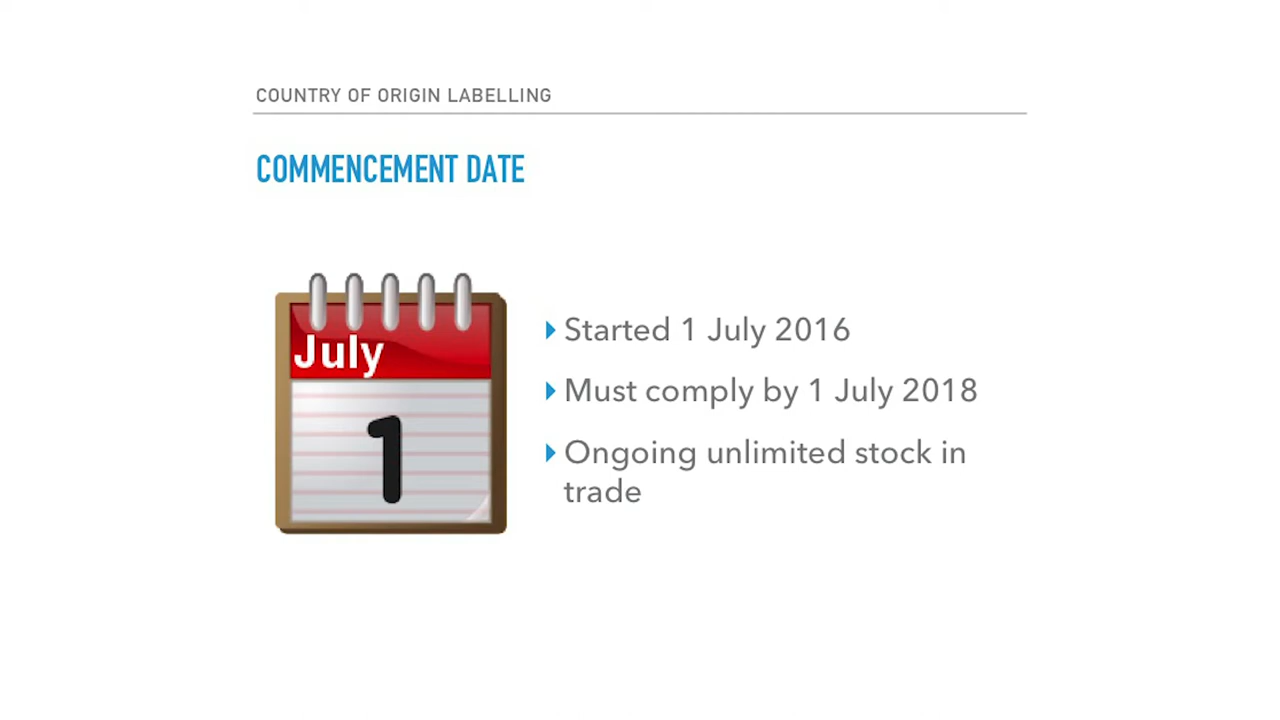 COUNTRY OF ORIGIN LABELLING
COMMENCEMENT DATE
July
1
Started 1 July 2016
Must comply by 1 July 2018
Ongoing unlimited stock in
trade